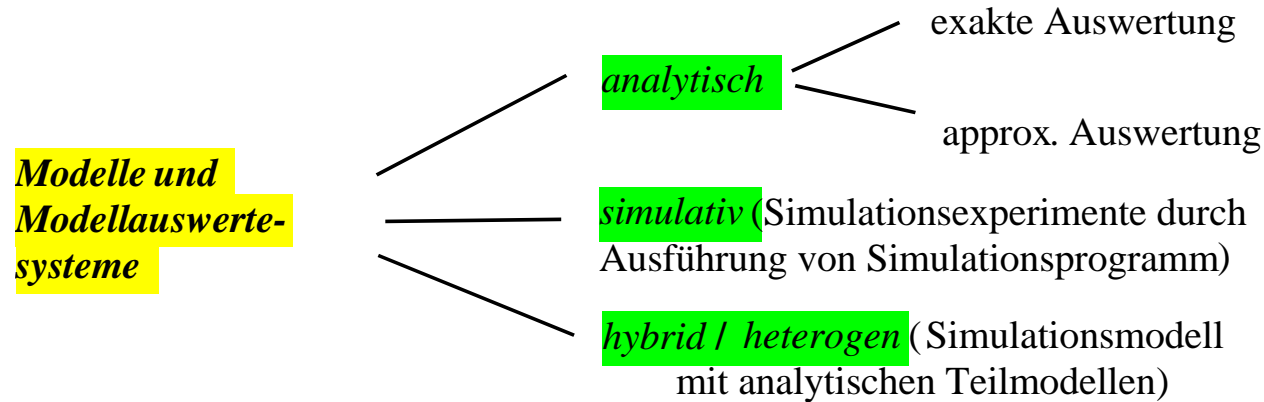 exakte Auswertung
analytisch
approx. Auswertung
Modelle und
Modellauswerte-
systeme
simulativ (Simulationsexperimente durch
Ausführung von Simulationsprogramm)
hybrid / heterogen (Simulationsmodell
mit analytischen Teilmodellen)